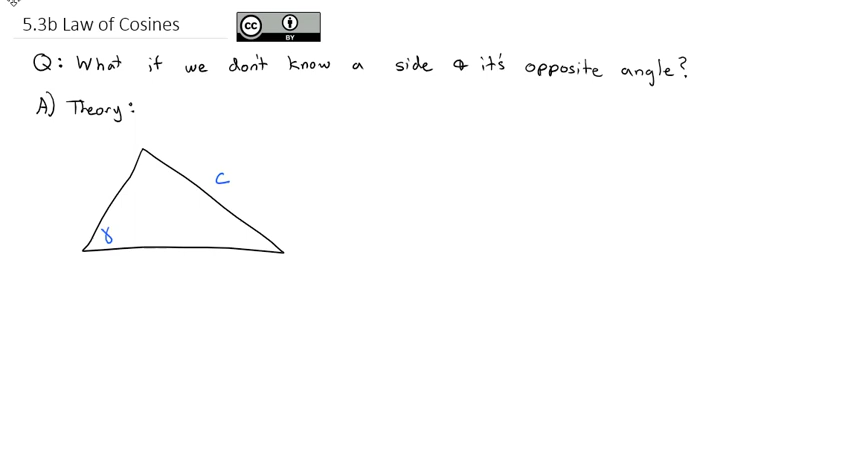 5.3b Law of Cosines
cc BY
Q: What if we don't know a side & it's opposite angle?
A) Theory:
c
γ